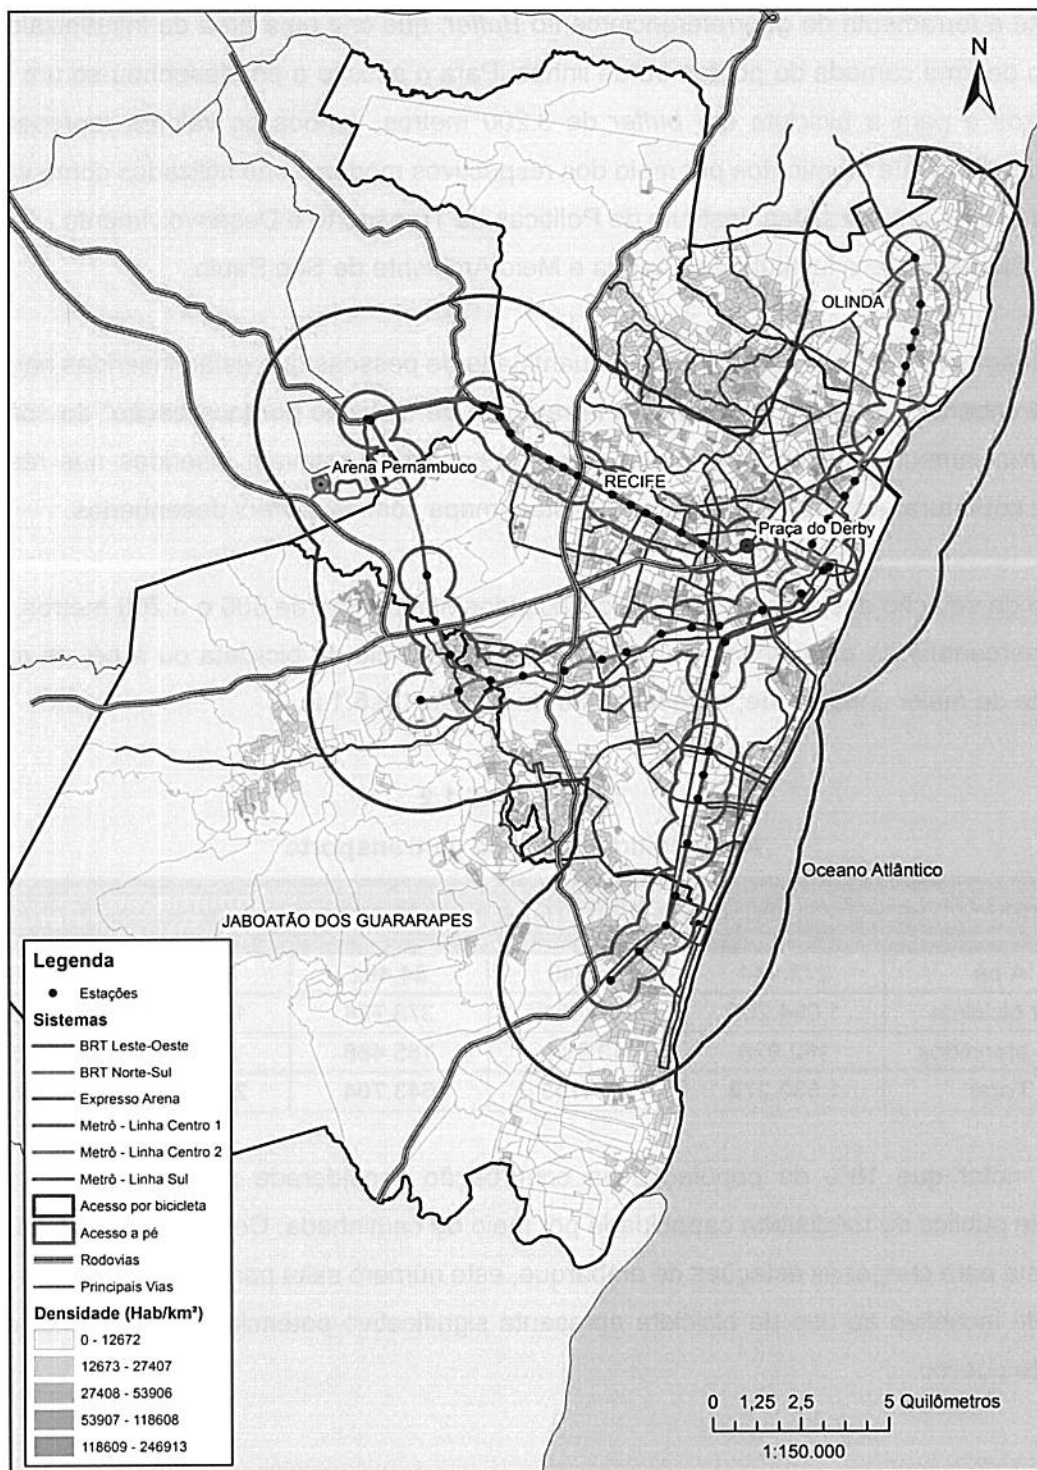 N
OLINDA
Arena Pernambuco
RECIFE
Praça do Derby
Oceano Atlântico
JABOATÃO DOS GUARARAPES
Legenda
Estações
Sistemas
BRT Leste-Oeste
BRT Norte-Sul
Expresso Arena
Metrô - Linha Centro 1
Metrô - Linha Centro 2
Metrô - Linha Sul
Acesso por bicicleta
Acesso a pé
Rodovias
Principais Vias
Densidade (Hab/km²)
0 - 12672
12673 - 27407
27408 - 53906
53907 - 118608
118609 - 246913
0 1,25 2,5 5 Quilômetros
1:150.000